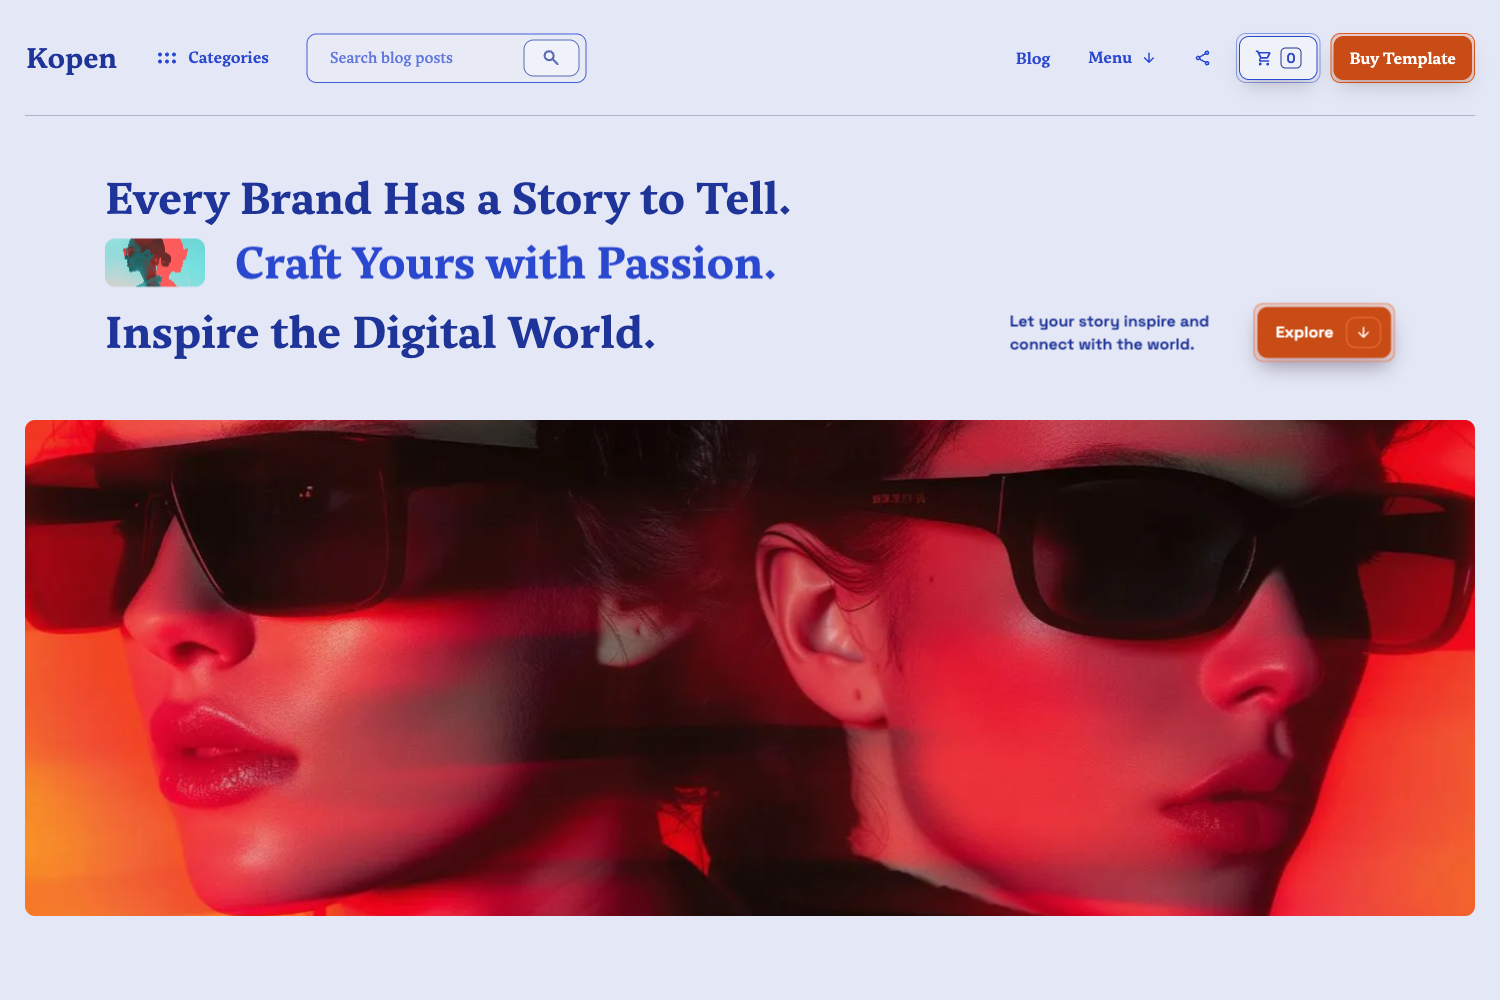 Kopen
Categories
Search blog posts
Blog
Menu
0
Buy Template
Every Brand Has a Story to Tell.
Craft Yours with Passion.
Inspire the Digital World.
Let your story inspire and
connect with the world.
Explore